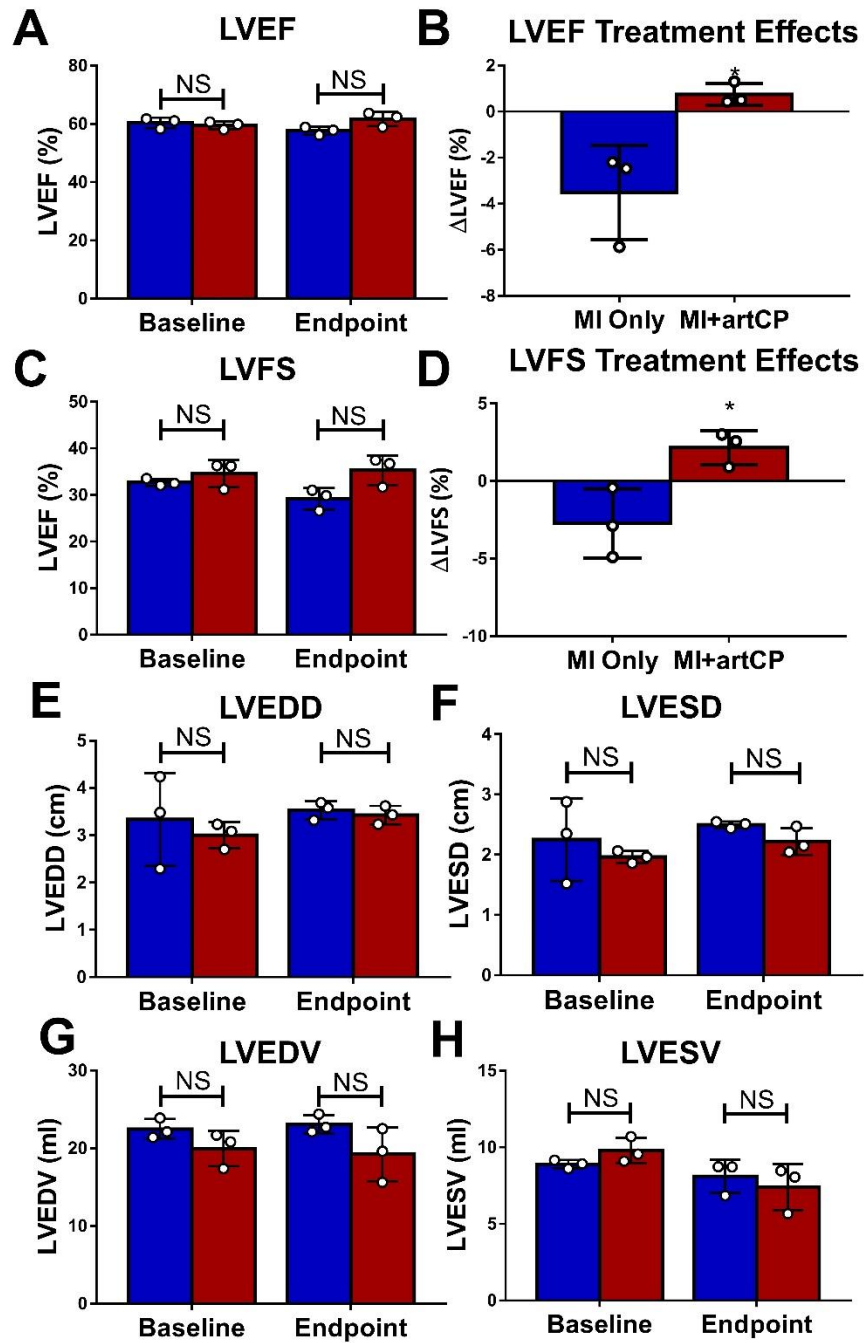 A
LVEF
LVEF (%)
80
60
40
20
0
NS
NS
Baseline
Endpoint
B
LVEF Treatment Effects
ΔLVEF (%)
2
0
-2
-4
-6
-8
*
MI Only
MI+artCP
C
LVFS
LVEF (%)
50
40
30
20
10
0
NS
NS
Baseline
Endpoint
D
LVFS Treatment Effects
ΔLVFS (%)
5
0
-5
-10
*
MI Only
MI+artCP
E
LVEDD
LVEDD (cm)
5
4
3
2
1
0
NS
NS
Baseline
Endpoint
F
LVESD
LVESD (cm)
4
3
2
1
0
NS
NS
Baseline
Endpoint
G
LVEDV
LVEDV (ml)
30
20
10
0
NS
NS
Baseline
Endpoint
H
LVESV
LVESV (ml)
15
10
5
0
NS
NS
Baseline
Endpoint